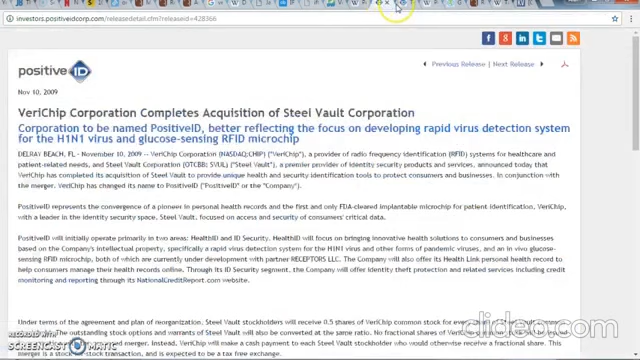 investors.positiveidcorp.com/releasedetail.cfm?releaseid=428366
positive ID
Previous Release | Next Release
Nov 10, 2009
VeriChip Corporation Completes Acquisition of Steel Vault Corporation
Corporation to be named PositiveID, better reflecting the focus on developing rapid virus detection system
for the H1N1 virus and glucose-sensing RFID microchip
DELRAY BEACH, FL - November 10, 2009 -- VeriChip Corporation (NASDAQ:CHIP) ("VeriChip"), a provider of radio frequency identification (RFID) systems for healthcare and
patient-related needs, and Steel Vault Corporation (OTCBB: SVUL) ("Steel Vault"), a premier provider of identity security products and services, announced today that
VeriChip has completed its acquisition of Steel Vault to provide unique health and security identification tools to protect consumers and businesses. In conjunction with
the merger, VeriChip has changed its name to PositiveID ("PositiveID" or the "Company").
PositiveID represents the convergence of a pioneer in personal health records and the first and only FDA-cleared implantable microchip for patient identification, VeriChip,
with a leader in the identity security space, Steel Vault, focused on access and security of consumers' critical data.
PositiveID will initially operate primarily in two areas: HealthID and ID Security. HealthID will focus on bringing innovative health solutions to consumers and businesses
based on the Company's intellectual property, specifically a rapid virus detection system for the H1N1 virus and other forms of pandemic viruses, and an in vivo glucose-
sensing RFID microchip, both of which are currently under development with partner RECEPTORS LLC. The Company will also offer its Health Link personal health record to
help consumers manage their health records online. Through its ID Security segment, the Company will offer identity theft protection and related services including credit
monitoring and reporting through its NationalCreditReport.com website.
Under terms of the agreement and plan of reorganization, Steel Vault stockholders will receive 0.5 shares of VeriChip common stock for every
stock. The outstanding stock options and warrants of Steel Vault will also be converted at the same ratio. No fractional shares of
merger. Instead, VeriChip will make a cash payment to each Steel Vault stockholder who would otherwise receive a fractional share. This
merger is a stock for stock transaction, and is expected to be a tax free exchange.
RECORDED WITH
SCREENCAST MATIC
clideo.com